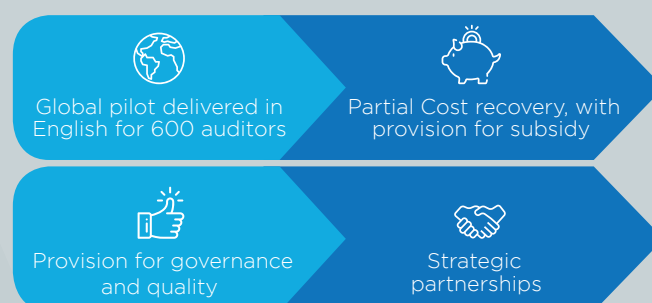 Global pilot delivered in
English for 600 auditors
Partial Cost recovery, with
provision for subsidy
Provision for governance
and quality
Strategic
partnerships